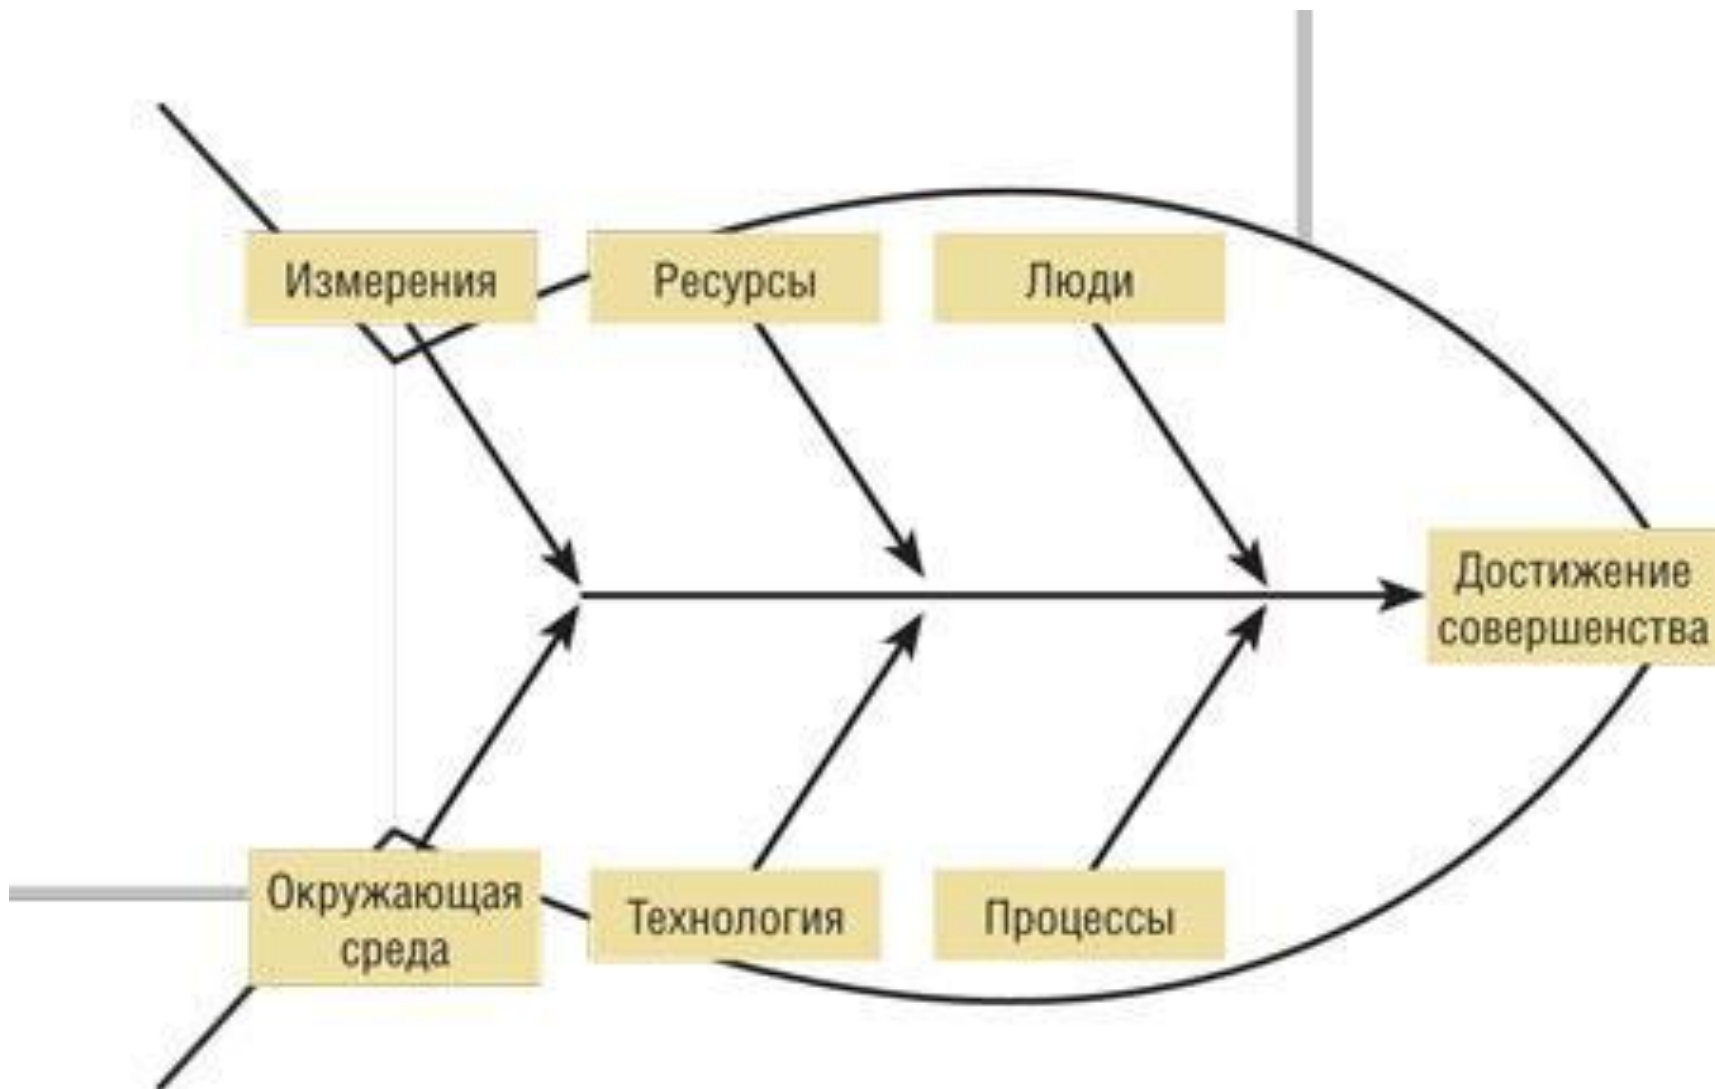 Измерения
Ресурсы
Люди
Достижение
совершенства
Окружающая
среда
Технология
Процессы